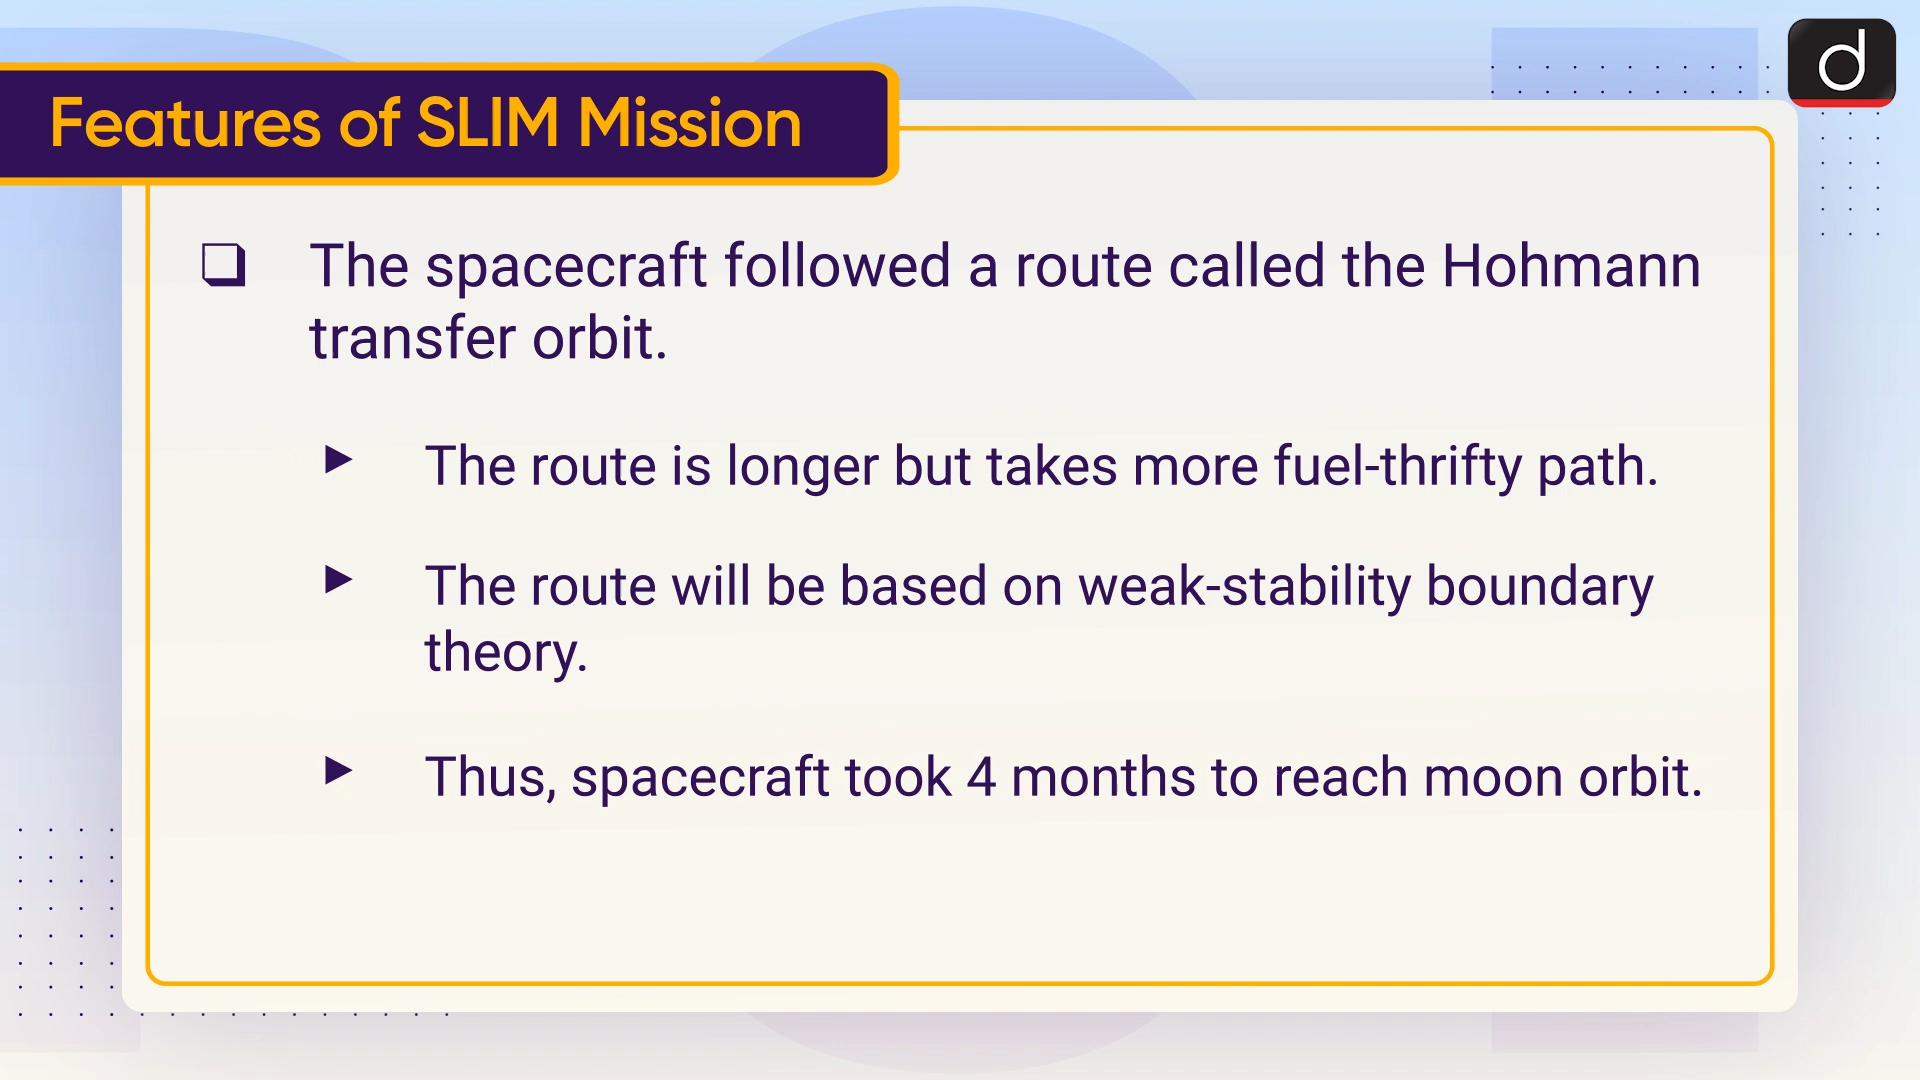 Features of SLIM Mission
d
The spacecraft followed a route called the Hohmann
transfer orbit.
The route is longer but takes more fuel-thrifty path.
The route will be based on weak-stability boundary
theory.
Thus, spacecraft took 4 months to reach moon orbit.